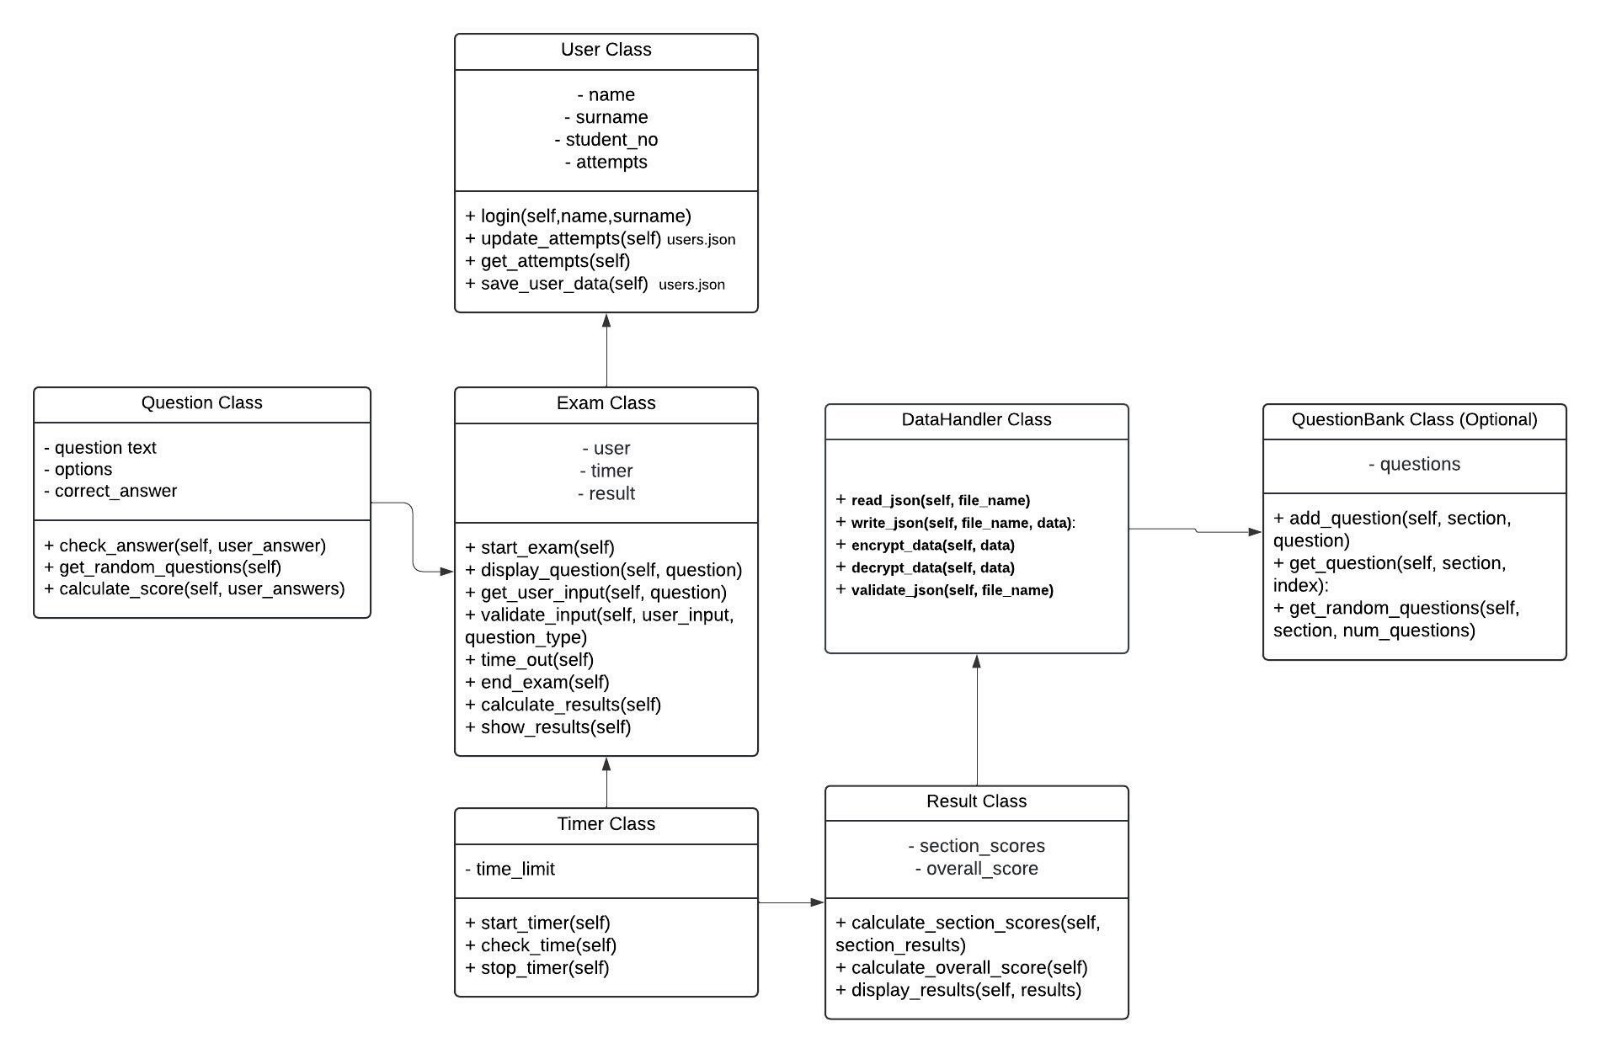 User Class
- name
- surname
- student_no
- attempts
+ login(self,name,surname)
+ update_attempts(self) users.json
+ get_attempts(self)
+ save_user_data(self) users.json
Question Class
- question text
- options
- correct_answer
+ check_answer(self, user_answer)
+ get_random_questions(self)
+ calculate_score(self, user_answers)
Exam Class
- user
- timer
- result
+ start_exam(self)
+ display_question(self, question)
+ get_user_input(self, question)
+ validate_input(self, user_input,
question_type)
+ time_out(self)
+ end_exam(self)
+ calculate_results(self)
+ show_results(self)
DataHandler Class
+ read_json(self, file_name)
+ write_json(self, file_name, data):
+ encrypt_data(self, data)
+ decrypt_data(self, data)
+ validate_json(self, file_name)
QuestionBank Class (Optional)
- questions
+ add_question(self, section,
question)
+ get_question(self, section,
index):
+ get_random_questions(self,
section, num_questions)
Timer Class
- time_limit
+ start_timer(self)
+ check_time(self)
+ stop_timer(self)
Result Class
- section_scores
- overall_score
+ calculate_section_scores(self,
section_results)
+ calculate_overall_score(self)
+ display_results(self, results)